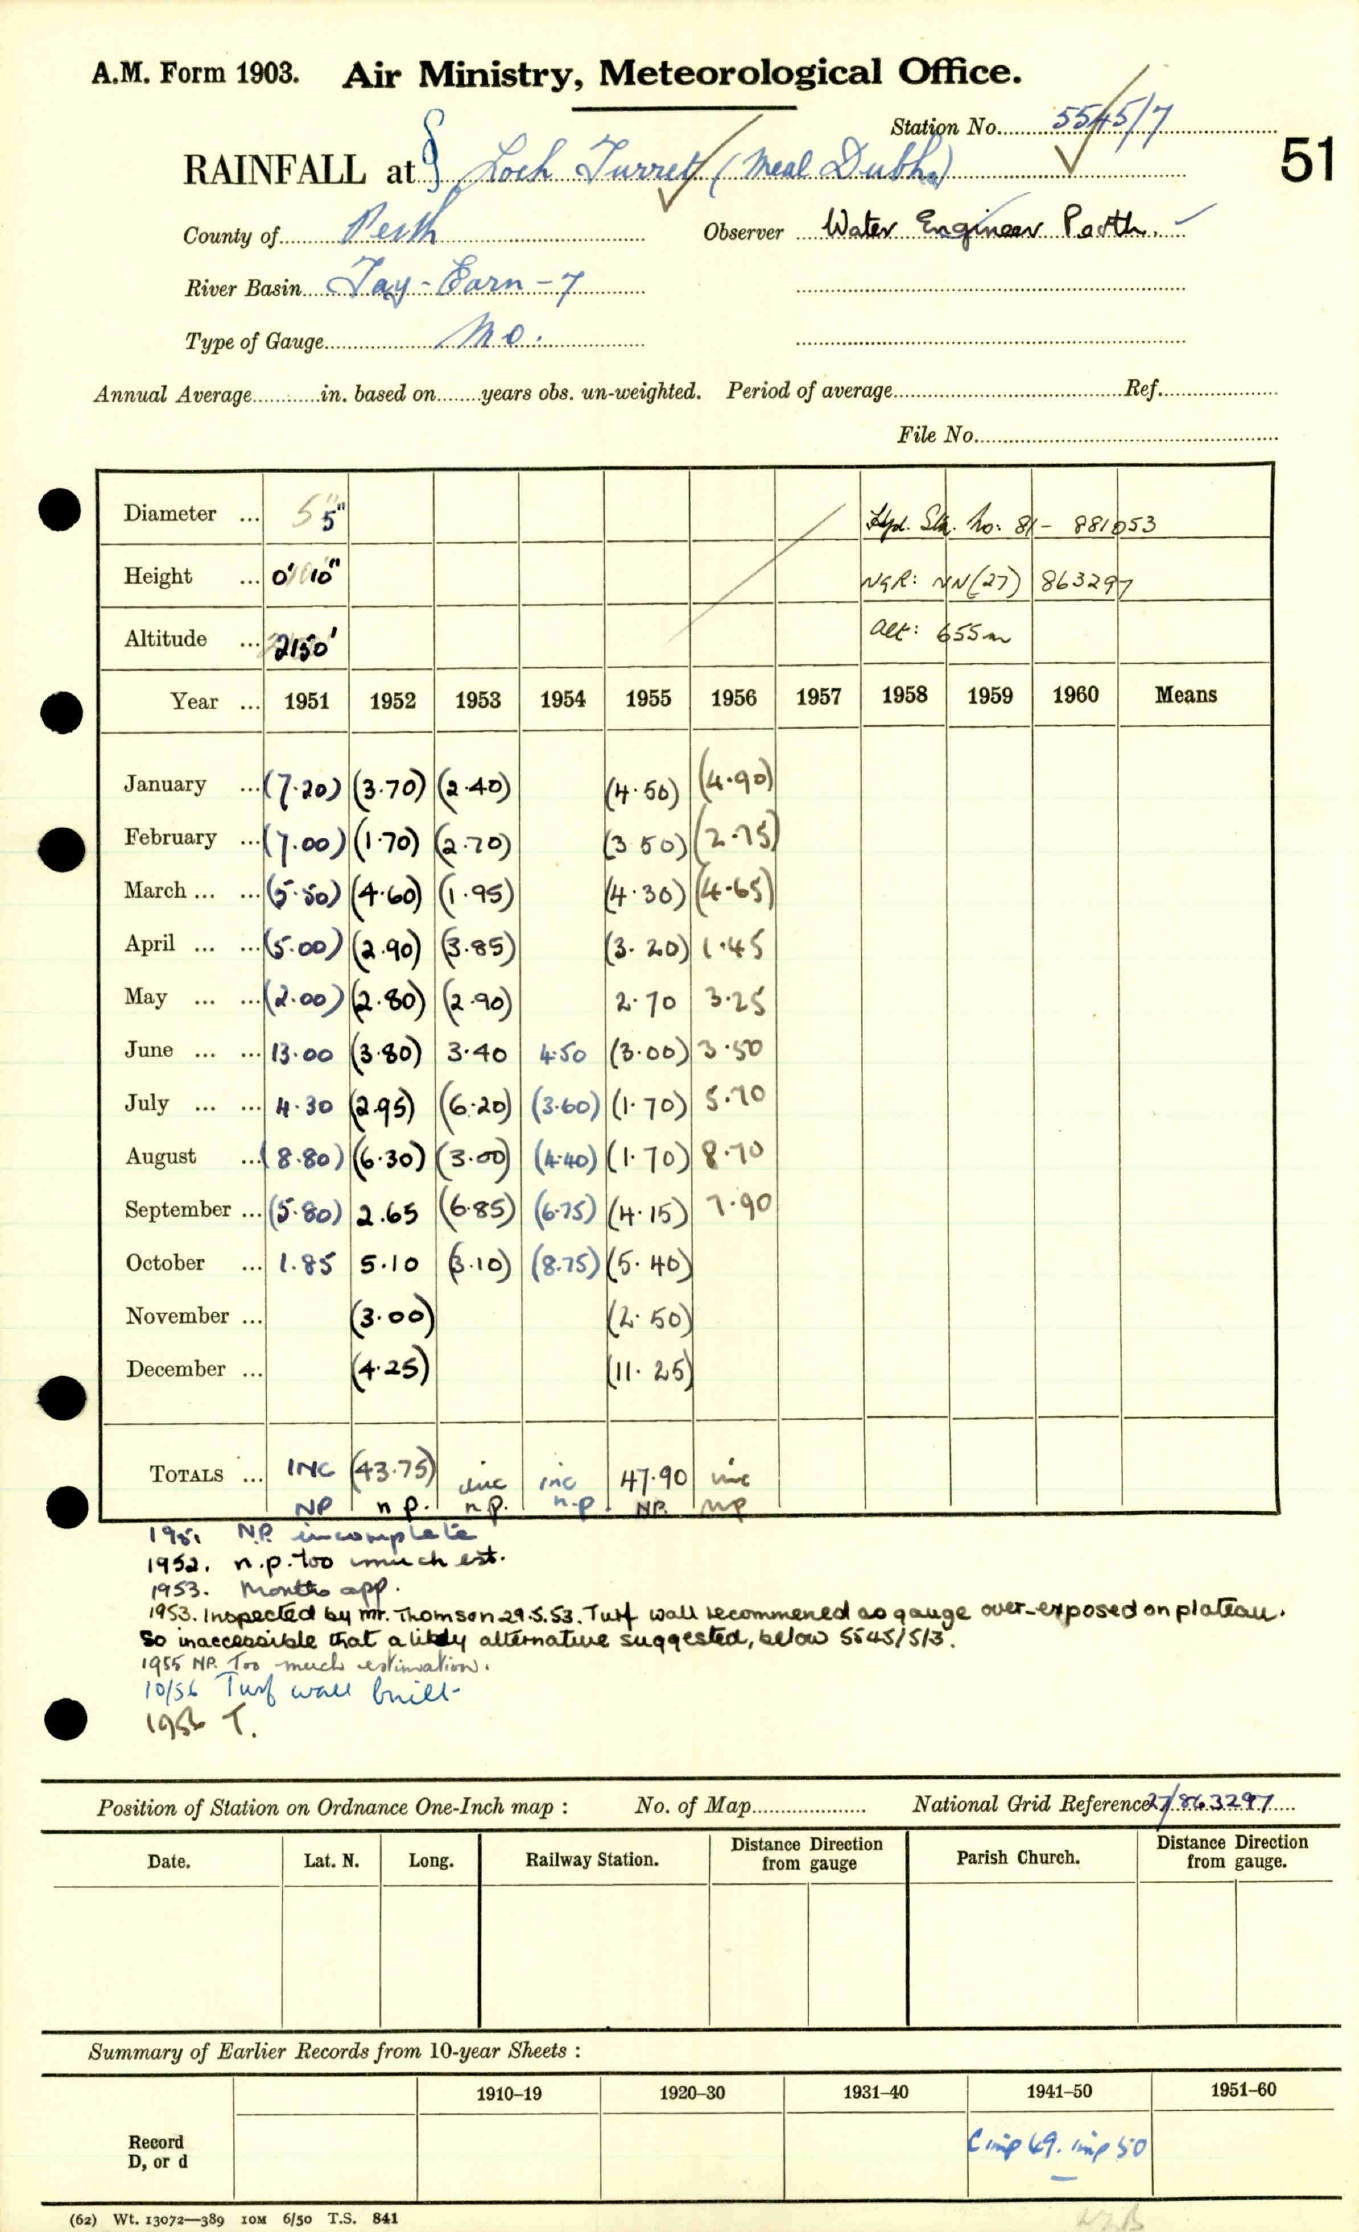 A.M. Form 1903. Air Ministry, Meteorological Office.
Station No. 5545/7
51
RAINFALL at Loch Turret (Meal Dubh)
County of Perth Observer Water Engineer Perth.
River Basin Tay - Earn - 7
Type of Gauge Mo.
Annual Average in. based on years obs. un-weighted. Period of average Ref.
File No.
Diameter ... 5" 5" Hyd. Stn. No: 81 - 881053
Height ... 0' 10" NGR: NN(27) 863297
Altitude ... 2150' Alt: 655m
Year ... 1951 1952 1953 1954 1955 1956 1957 1958 1959 1960 Means
January ... (7.20) (3.70) (2.40) (4.50) (4.90)
February ... (7.00) (1.70) (2.70) (3 50) (2.75)
March ... ... (5.50) (4.60) (1.95) (4.30) (4.65)
April ... ... (5.00) (2.90) (3.85) (3.20) 1.45
May ... ... (2.00) (2.80) (2.90) 2.70 3.25
June ... ... 13.00 (3.80) 3.40 4.50 (3.00) 3.50
July ... ... 4.30 (2.95) (6.20) (3.60) (1.70) 5.70
August ... (8.80) (6.30) (3.00) (4.40) (1.70) 8.70
September ... (5.80) 2.65 (6.85) (6.75) (4.15) 7.90
October ... 1.85 5.10 (3.10) (8.75) (5.40)
November ... (3.00) (2.50)
December ... (4.25) (11.25)
TOTALS ... INC (43.75) inc inc 47.90 inc
NP n p. n p. n.p. NP. np
1951 N.P. incomplete
1952. n.p. too much est.
1953. Months app.
1953. Inspected by Mr. Thomson 29.5.53. Turf wall recommened as gauge over-exposed on plateau.
So inaccessible that a likely alternative suggested, below 5545/5/3.
1955 NP. Too much estimation.
10/56 Turf wall built
1956 T.
Position of Station on Ordnance One-Inch map : No. of Map National Grid Reference 27/863297
Date. Lat. N. Long. Railway Station. Distance Direction from gauge Parish Church. Distance Direction from gauge.
Summary of Earlier Records from 10-year Sheets :
1910–19 1920–30 1931–40 1941–50 1951–60
Record
D, or d
C inp 49. inp 50
(62) Wt. 13072—389 10M 6/50 T.S. 841